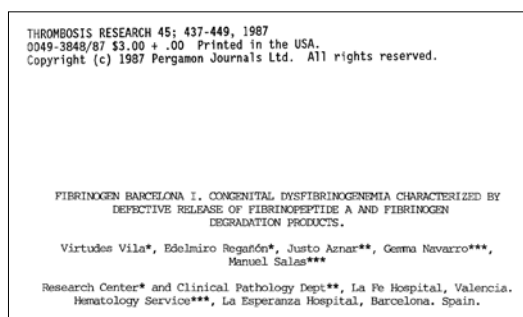 THROMBOSIS RESEARCH 45; 437-449, 1987
0049-3848/87 $3.00 + .00 Printed in the USA.
Copyright (c) 1987 Pergamon Journals Ltd. All rights reserved.
FIBRINOGEN BARCELONA I. CONGENITAL DYSFIBRINOGENEMIA CHARACTERIZED BY
DEFECTIVE RELEASE OF FIBRINOPEPTIDE A AND FIBRINOGEN
DEGRADATION PRODUCTS.
Virtudes Vila*, Edelmiro Regañón*, Justo Aznar**, Gemma Navarro***,
Manuel Salas***
Research Center* and Clinical Pathology Dept**, La Fe Hospital, Valencia.
Hematology Service***, La Esperanza Hospital, Barcelona. Spain.